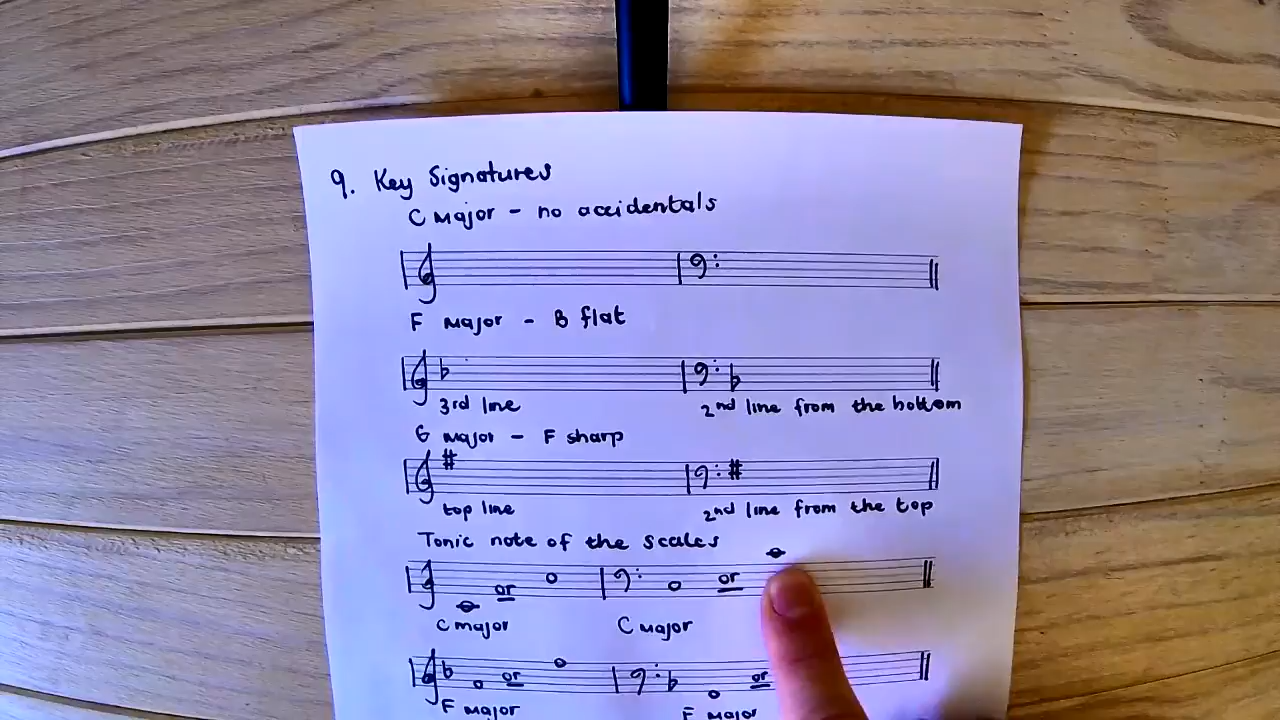 9. Key Signatures
C Major - no accidentals
F Major - B flat
3rd line
2nd line from the bottom
G Major - F sharp
top line
2nd line from the top
Tonic note of the scales
or
or
C major
C Major
or
or
F Major
F Major